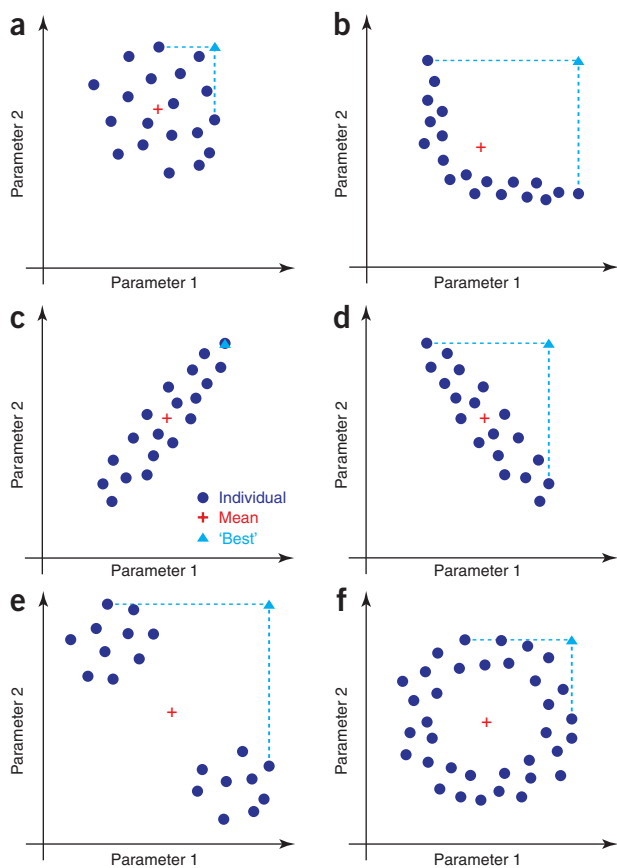 a
Parameter 2
Parameter 1
b
Parameter 2
Parameter 1
c
Parameter 2
Individual
Mean
‘Best’
Parameter 1
d
Parameter 2
Parameter 1
e
Parameter 2
Parameter 1
f
Parameter 2
Parameter 1